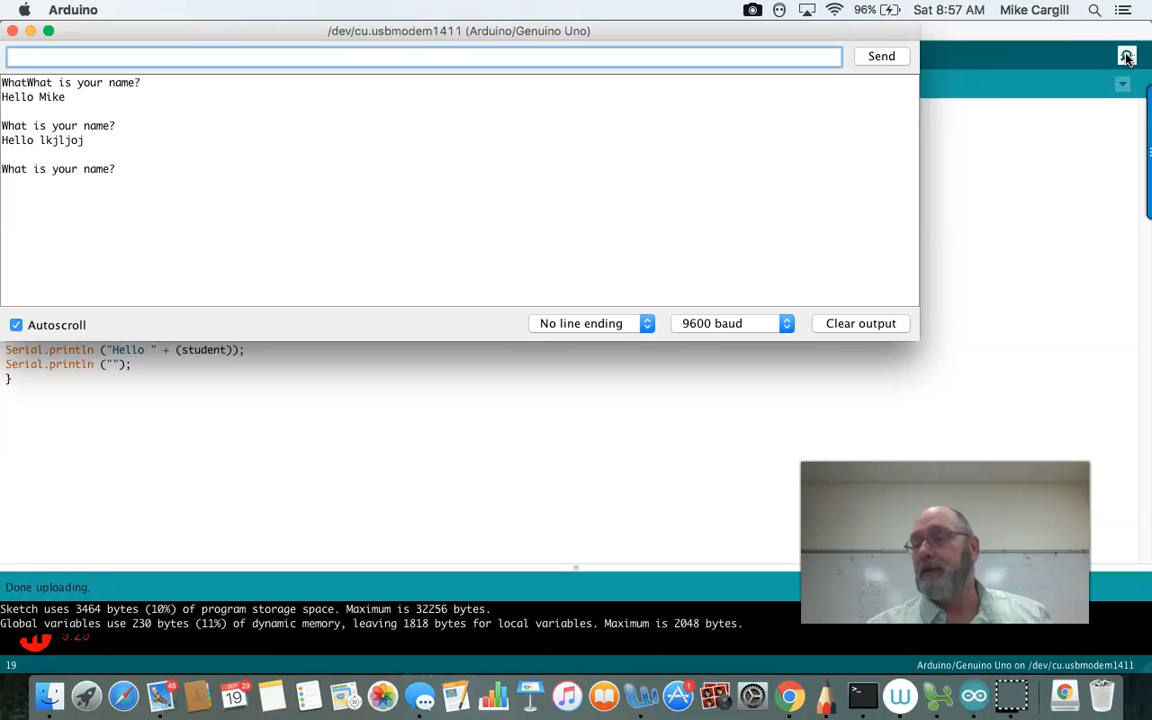 Arduino
96%
Sat 8:57 AM
Mike Cargill
/dev/cu.usbmodem1411 (Arduino/Genuino Uno)
Send
WhatWhat is your name?
Hello Mike
What is your name?
Hello lkjljoj
What is your name?
Autoscroll
No line ending
9600 baud
Clear output
Serial.println ("Hello " + (student));
Serial.println ("");
}
Done uploading.
Sketch uses 3464 bytes (10%) of program storage space. Maximum is 32256 bytes.
Global variables use 230 bytes (11%) of dynamic memory, leaving 1818 bytes for local variables. Maximum is 2048 bytes.
19
Arduino/Genuino Uno on /dev/cu.usbmodem1411
45
SEP
29
19